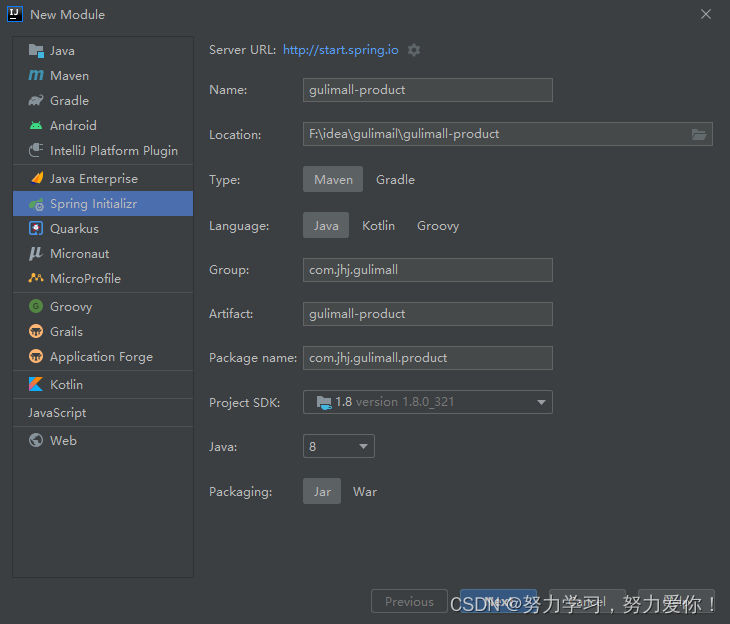 New Module
Java
Maven
Gradle
Android
IntelliJ Platform Plugin
Java Enterprise
Spring Initializr
Quarkus
Micronaut
MicroProfile
Groovy
Grails
Application Forge
Kotlin
JavaScript
Web
Server URL: http://start.spring.io
Name: gulimall-product
Location: F:\idea\gulimail\gulimall-product
Type: Maven Gradle
Language: Java Kotlin Groovy
Group: com.jhj.gulimall
Artifact: gulimall-product
Package name: com.jhj.gulimall.product
Project SDK: 1.8 version 1.8.0_321
Java: 8
Packaging: Jar War
Previous Next Cancel
CSDN @努力学习，努力爱你！